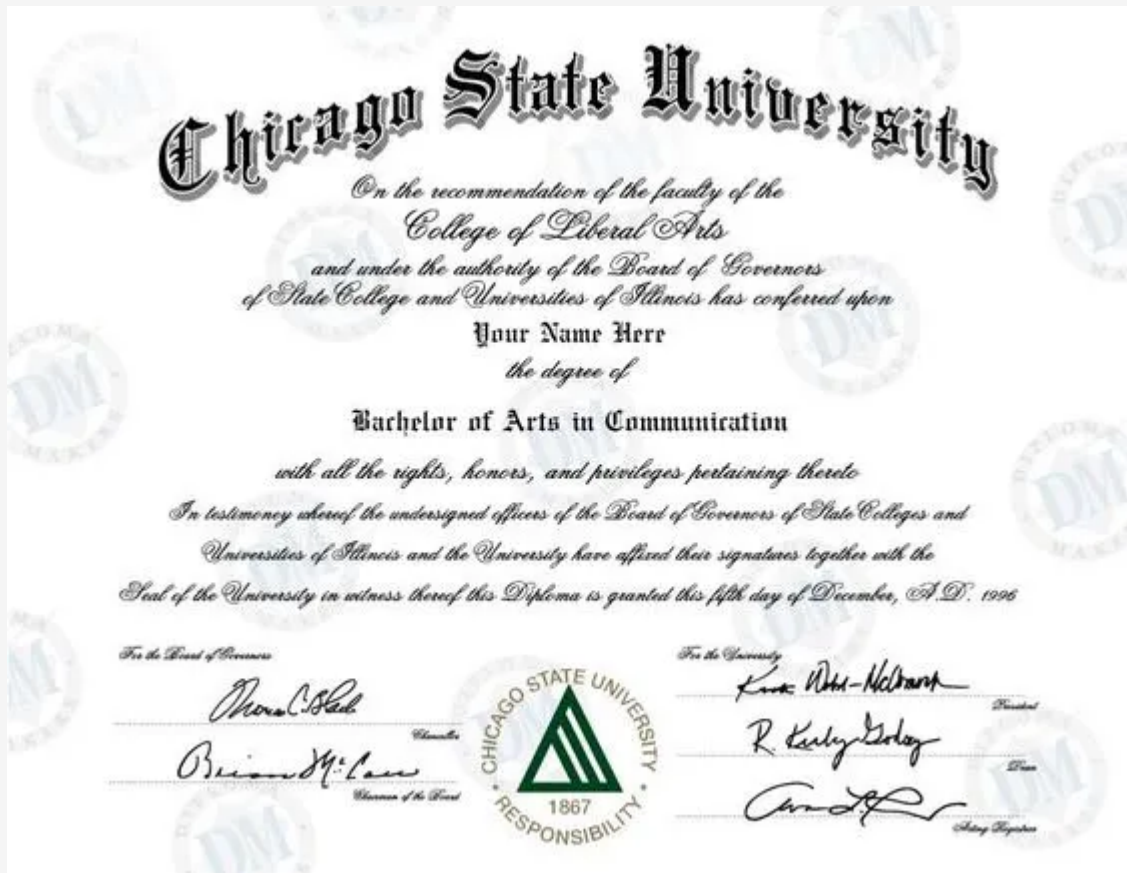 Chicago State University
On the recommendation of the faculty of the
College of Liberal Arts
and under the authority of the Board of Governors
of State College and Universities of Illinois has conferred upon
Your Name Here
the degree of
Bachelor of Arts in Communication
with all the rights, honors, and privileges pertaining thereto
In testimoney whereof the undersigned officers of the Board of Governors of State Colleges and
Universities of Illinois and the University have affixed their signatures together with the
Seal of the University in witness thereof this Diploma is granted this fifth day of December, A.D. 1996
For the Board of Governors
Chancellor
Chairman of the Board
CHICAGO STATE UNIVERSITY
1867
RESPONSIBILITY
For the University
President
R.
Dean
Acting Registrar
DM
DIPLOMA MAKERS